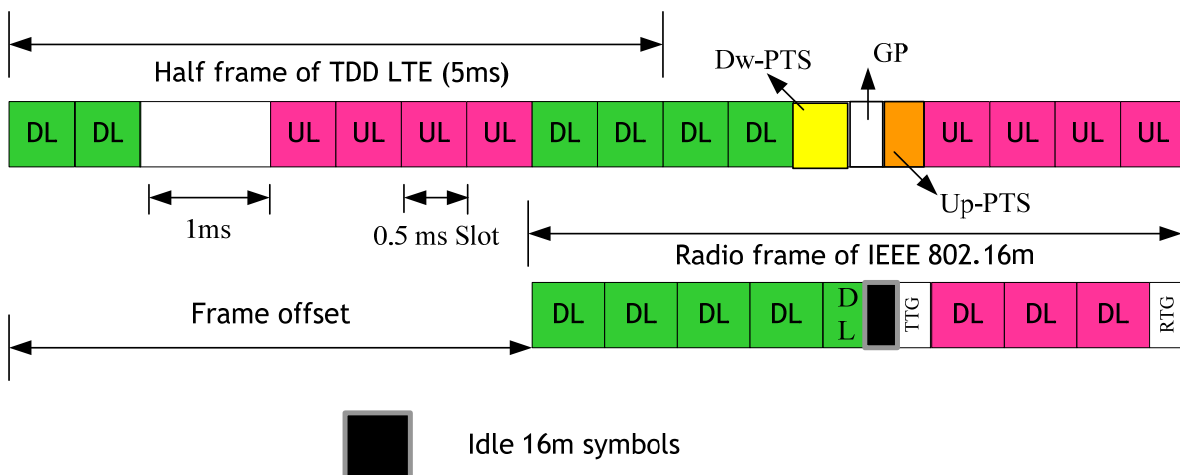 Half frame of TDD LTE (5ms)
Dw-PTS
GP
DL DL UL UL UL UL DL DL DL DL UL UL UL UL
1ms
0.5 ms Slot
Up-PTS
Radio frame of IEEE 802.16m
Frame offset
DL DL DL DL DL TTG DL DL DL RTG
Idle 16m symbols